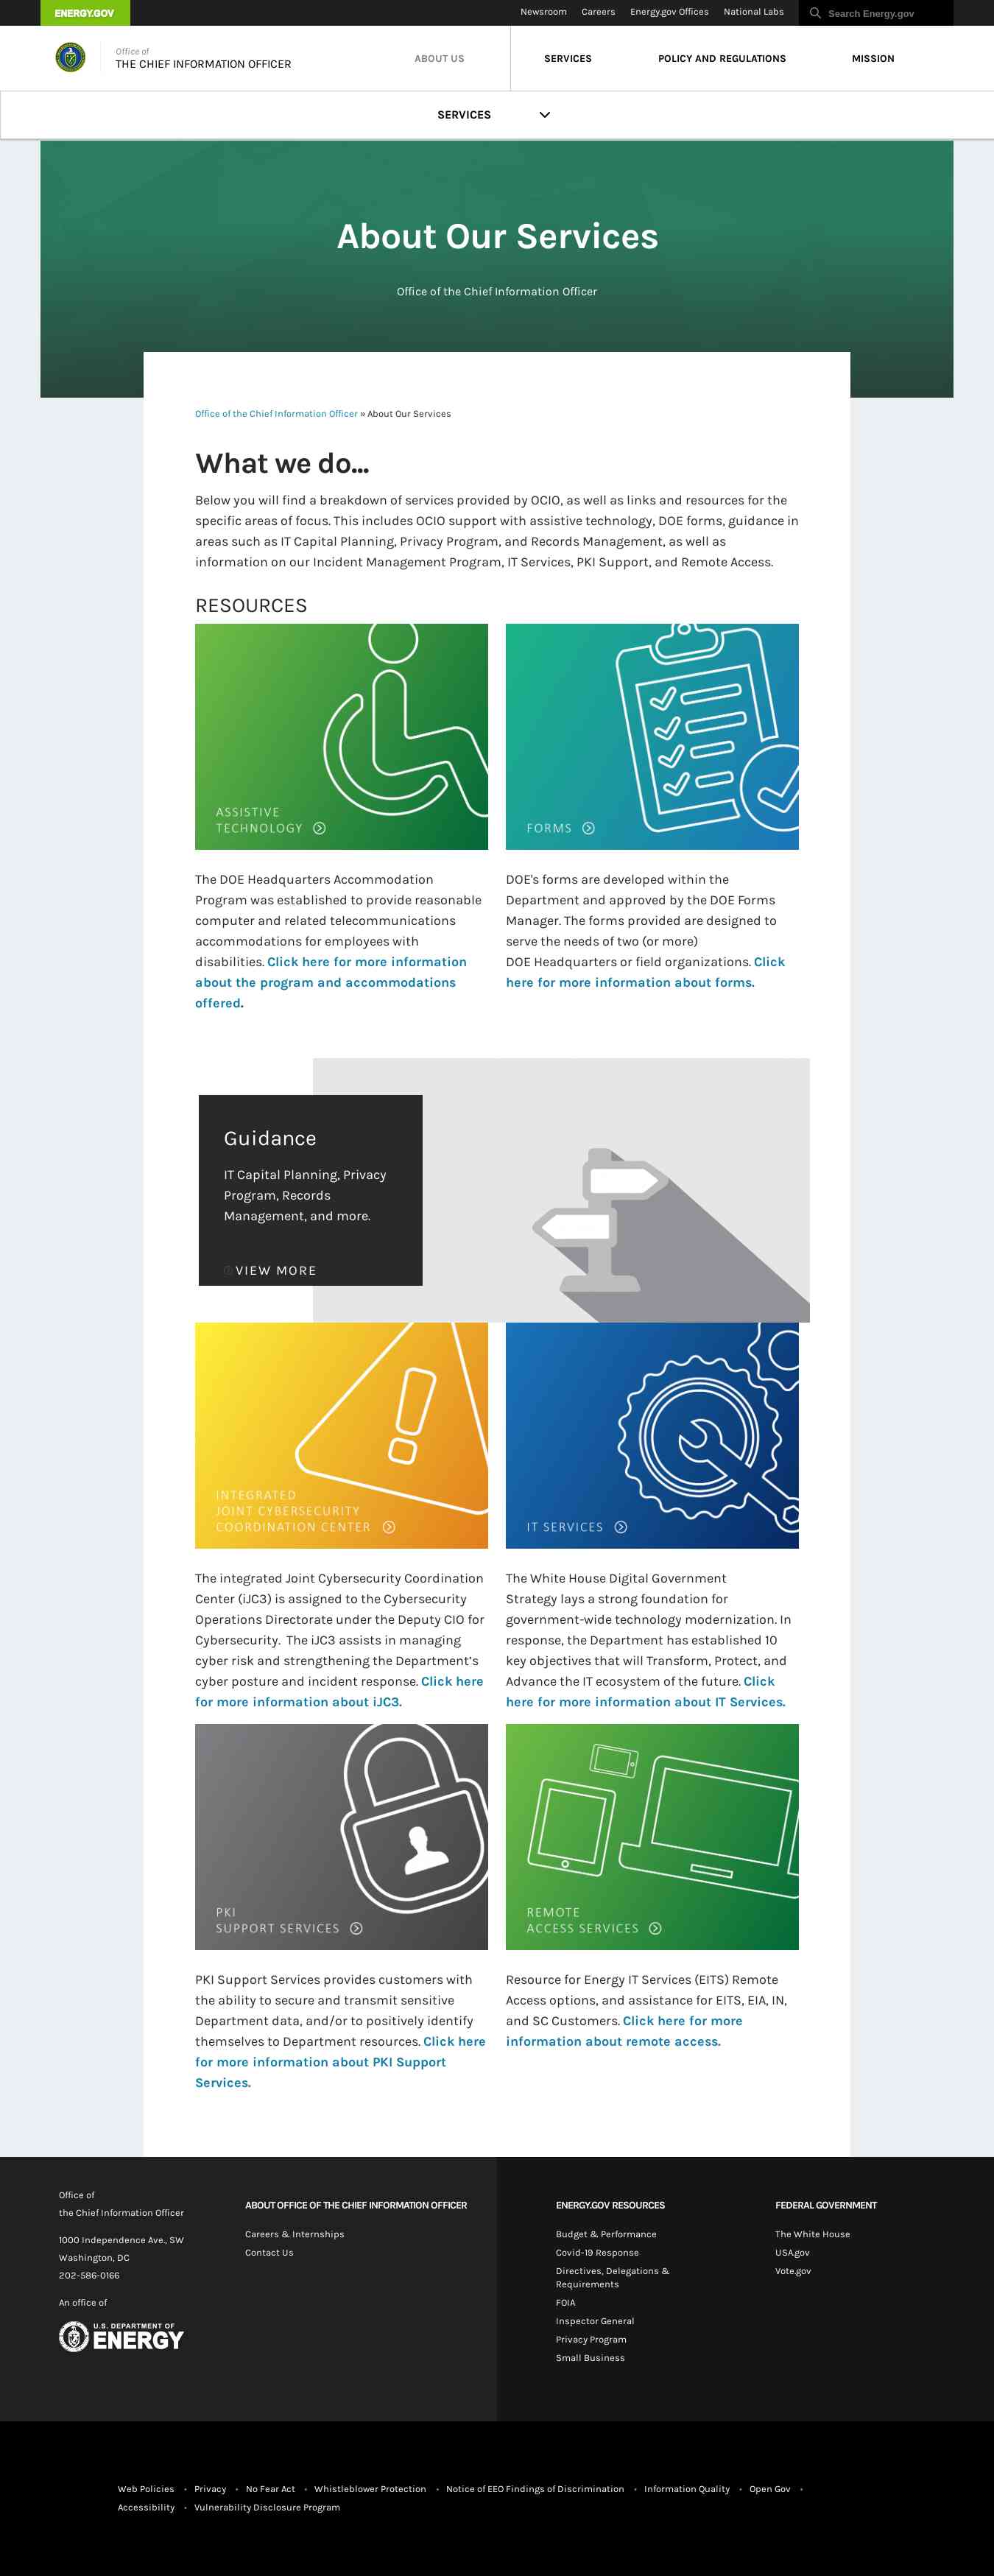 ENERGY.GOV
Newsroom
Careers
Energy.gov Offices
National Labs
Search Energy.gov
Office of
THE CHIEF INFORMATION OFFICER
ABOUT US
SERVICES
POLICY AND REGULATIONS
MISSION
SERVICES
About Our Services
Office of the Chief Information Officer
Office of the Chief Information Officer » About Our Services
What we do...
Below you will find a breakdown of services provided by OCIO, as well as links and resources for the
specific areas of focus. This includes OCIO support with assistive technology, DOE forms, guidance in
areas such as IT Capital Planning, Privacy Program, and Records Management, as well as
information on our Incident Management Program, IT Services, PKI Support, and Remote Access.
RESOURCES
ASSISTIVE
TECHNOLOGY
The DOE Headquarters Accommodation
Program was established to provide reasonable
computer and related telecommunications
accommodations for employees with
disabilities. Click here for more information
about the program and accommodations
offered.
FORMS
DOE's forms are developed within the
Department and approved by the DOE Forms
Manager. The forms provided are designed to
serve the needs of two (or more)
DOE Headquarters or field organizations. Click
here for more information about forms.
Guidance
IT Capital Planning, Privacy
Program, Records
Management, and more.
VIEW MORE
INTEGRATED
JOINT CYBERSECURITY
COORDINATION CENTER
The integrated Joint Cybersecurity Coordination
Center (iJC3) is assigned to the Cybersecurity
Operations Directorate under the Deputy CIO for
Cybersecurity.  The iJC3 assists in managing
cyber risk and strengthening the Department’s
cyber posture and incident response. Click here
for more information about iJC3.
IT SERVICES
The White House Digital Government
Strategy lays a strong foundation for
government-wide technology modernization. In
response, the Department has established 10
key objectives that will Transform, Protect, and
Advance the IT ecosystem of the future. Click
here for more information about IT Services.
PKI
SUPPORT SERVICES
PKI Support Services provides customers with
the ability to secure and transmit sensitive
Department data, and/or to positively identify
themselves to Department resources. Click here
for more information about PKI Support
Services.
REMOTE
ACCESS SERVICES
Resource for Energy IT Services (EITS) Remote
Access options, and assistance for EITS, EIA, IN,
and SC Customers. Click here for more
information about remote access.
Office of
the Chief Information Officer
1000 Independence Ave., SW
Washington, DC
202-586-0166
An office of
U.S. DEPARTMENT OF
ENERGY
ABOUT OFFICE OF THE CHIEF INFORMATION OFFICER
Careers & Internships
Contact Us
ENERGY.GOV RESOURCES
Budget & Performance
Covid-19 Response
Directives, Delegations &
Requirements
FOIA
Inspector General
Privacy Program
Small Business
FEDERAL GOVERNMENT
The White House
USA.gov
Vote.gov
Web Policies • Privacy • No Fear Act • Whistleblower Protection • Notice of EEO Findings of Discrimination • Information Quality • Open Gov •
Accessibility • Vulnerability Disclosure Program